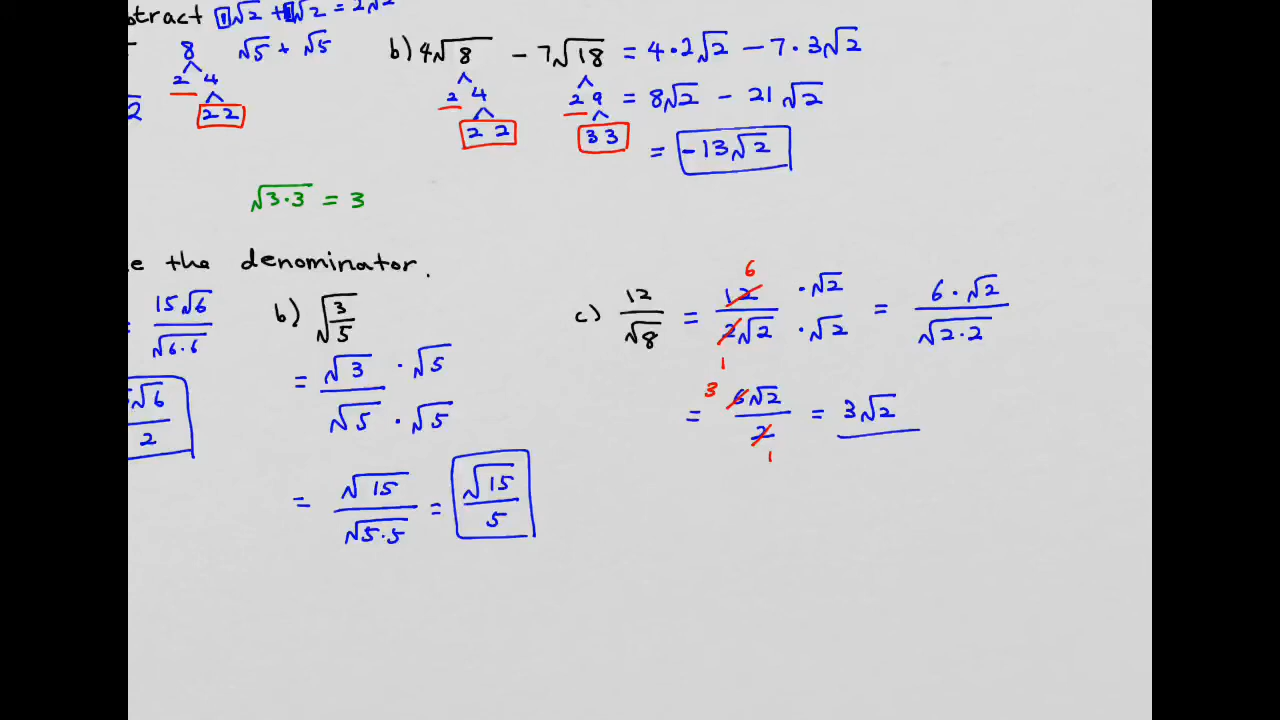 tract 1√2 + 1√2 = 2√2
8 √5 + √5
2 4
2 2
b) 4√8 − 7√18 = 4·2√2 − 7·3√2
2 4 2 9 = 8√2 − 21√2
2 2 3 3 = −13√2
√3·3 = 3
e the denominator.
= 15√6/√6·6
√6/2
b) √3/5
= √3/√5 · √5/· √5
= √15/√5·5 = √15/5
c) 12/√8 = 12/2√2 · √2/· √2 = 6·√2/√2·2
6
1
= 6√2/2 = 3√2
3
1